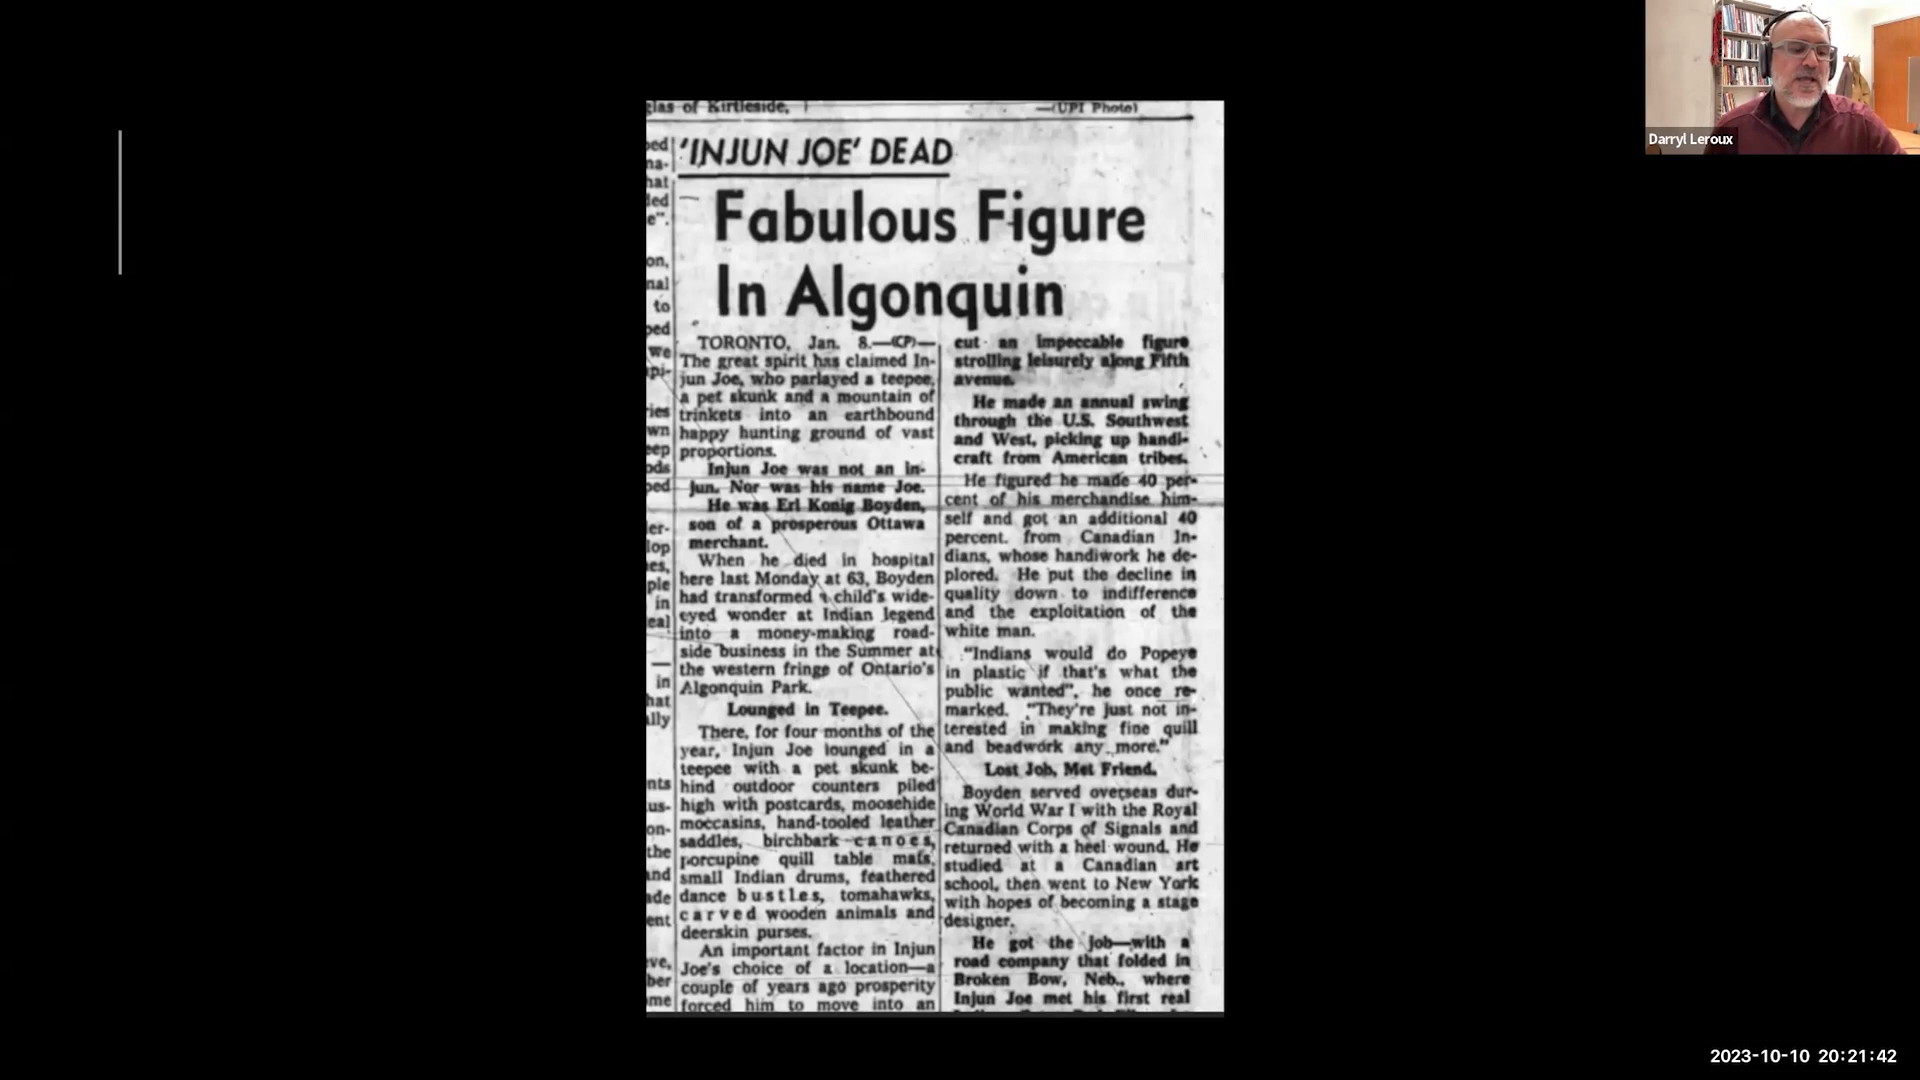 glas of Kirtleside,
—(UPI Photo)
'INJUN JOE' DEAD
Fabulous Figure
In Algonquin
TORONTO, Jan. 8.—(CP)—
The great spirit has claimed In-
jun Joe, who parlayed a teepee,
a pet skunk and a mountain of
trinkets into an earthbound
happy hunting ground of vast
proportions.
Injun Joe was not an in-
jun. Nor was his name Joe.
He was Erl Konig Boyden,
son of a prosperous Ottawa
merchant.
When he died in hospital
here last Monday at 63, Boyden
had transformed a child's wide-
eyed wonder at Indian legend
into a money-making road-
side business in the Summer at
the western fringe of Ontario's
Algonquin Park.
Lounged in Teepee.
There, for four months of the
year, Injun Joe lounged in a
teepee with a pet skunk be-
hind outdoor counters piled
high with postcards, moosehide
moccasins, hand-tooled leather
saddles, birchbark canoes,
porcupine quill table mats,
small Indian drums, feathered
dance bustles, tomahawks,
carved wooden animals and
deerskin purses.
An important factor in Injun
Joe's choice of a location—a
couple of years ago prosperity
forced him to move into an
cut an impeccable figure
strolling leisurely along Fifth
avenue.
He made an annual swing
through the U.S. Southwest
and West, picking up handi-
craft from American tribes.
He figured he made 40 per-
cent of his merchandise him-
self and got an additional 40
percent. from Canadian In-
dians, whose handiwork he de-
plored. He put the decline in
quality down to indifference
and the exploitation of the
white man.
"Indians would do Popeye
in plastic if that's what the
public wanted", he once re-
marked. "They're just not in-
terested in making fine quill
and beadwork any more."
Lost Job, Met Friend.
Boyden served overseas dur-
ing World War I with the Royal
Canadian Corps of Signals and
returned with a heel wound. He
studied at a Canadian art
school, then went to New York
with hopes of becoming a stage
designer.
He got the job—with a
road company that folded in
Broken Bow, Neb., where
Injun Joe met his first real
Darryl Leroux
2023-10-10 20:21:42